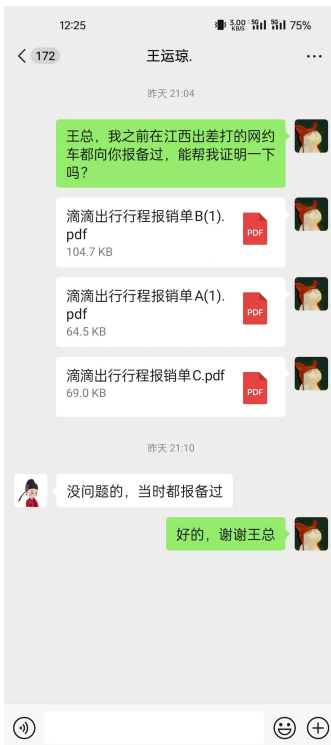 12:25
3.00 KB/S 5G 5G 75%
172
王运琼.
昨天 21:04
王总，我之前在江西出差打的网约
车都向你报备过，能帮我证明一下
吗？
滴滴出行行程报销单B(1).
pdf
104.7 KB
PDF
滴滴出行行程报销单A(1).
pdf
64.5 KB
PDF
滴滴出行行程报销单C.pdf
69.0 KB
PDF
昨天 21:10
没问题的，当时都报备过
好的，谢谢王总